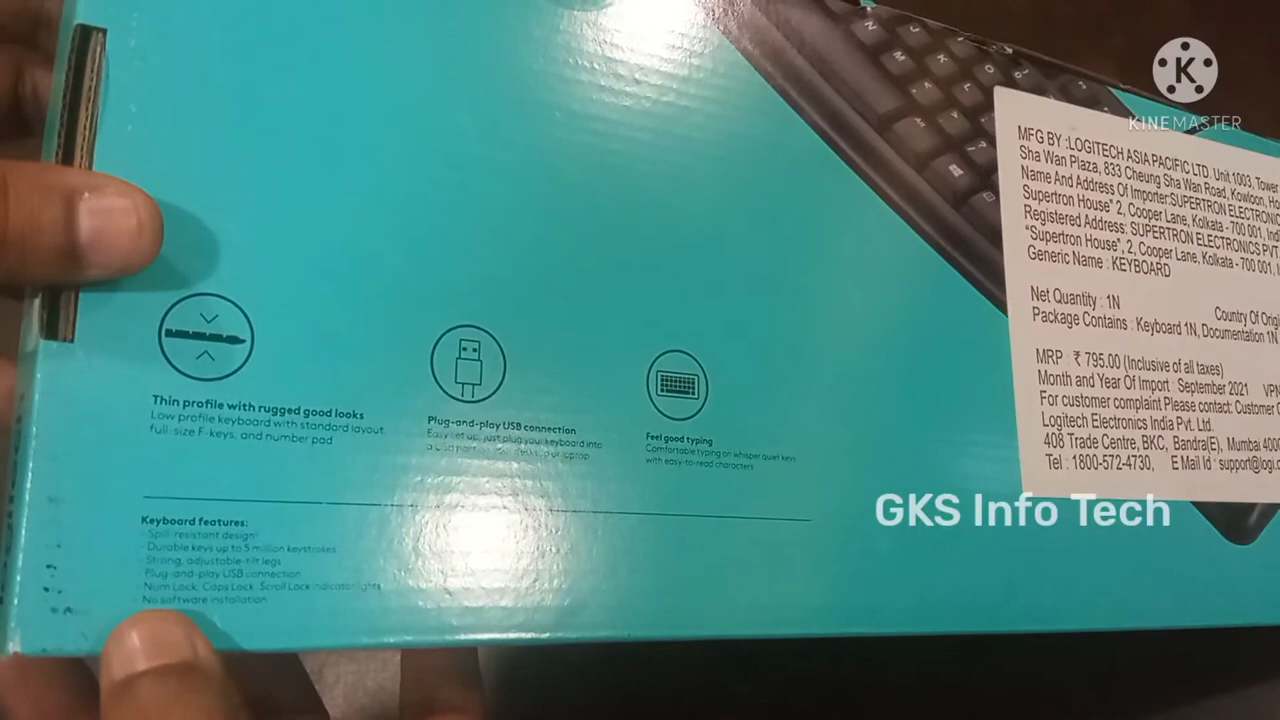 KINEMASTER
MFG BY :LOGITECH ASIA PACIFIC LTD. Unit 1003, Tower
Sha Wan Plaza, 833 Cheung Sha Wan Road, Kowloon,
Name And Address Of Importer:SUPERTRON
Supertron House" 2, Cooper Lane, Kolkata - 700 001,
Registered Address: SUPERTRON ELECTRONICS PVT.
"Supertron House", 2, Cooper Lane, Kolkata - 700 001,
Generic Name : KEYBOARD
Net Quantity : 1N
Country Of
Package Contains : Keyboard 1N, Documentation 1N
MRP : ₹ 795.00 (Inclusive of all taxes)
Month and Year Of Import : September 2021
For customer complaint Please contact: Customer
Logitech Electronics India Pvt. Ltd.
408 Trade Centre, BKC, Bandra(E), Mumbai
Tel : 1800-572-4730, E Mail Id :
Thin profile with rugged good looks
Low profile keyboard with standard layout,
full-size F-keys, and number pad
Plug-and-play USB connection
Easy set up, just plug your keyboard into
a USB port on your desktop or laptop
Feel good typing
Comfortable typing on whisper quiet keys
with easy-to-read characters
Keyboard features:
- Spill-resistant design
- Durable keys up to 5 million keystrokes
- Strong, adjustable-tilt legs
- Plug-and-play USB connection
- Num Lock, Caps Lock, Scroll Lock indicator lights
- No software installation
GKS Info Tech